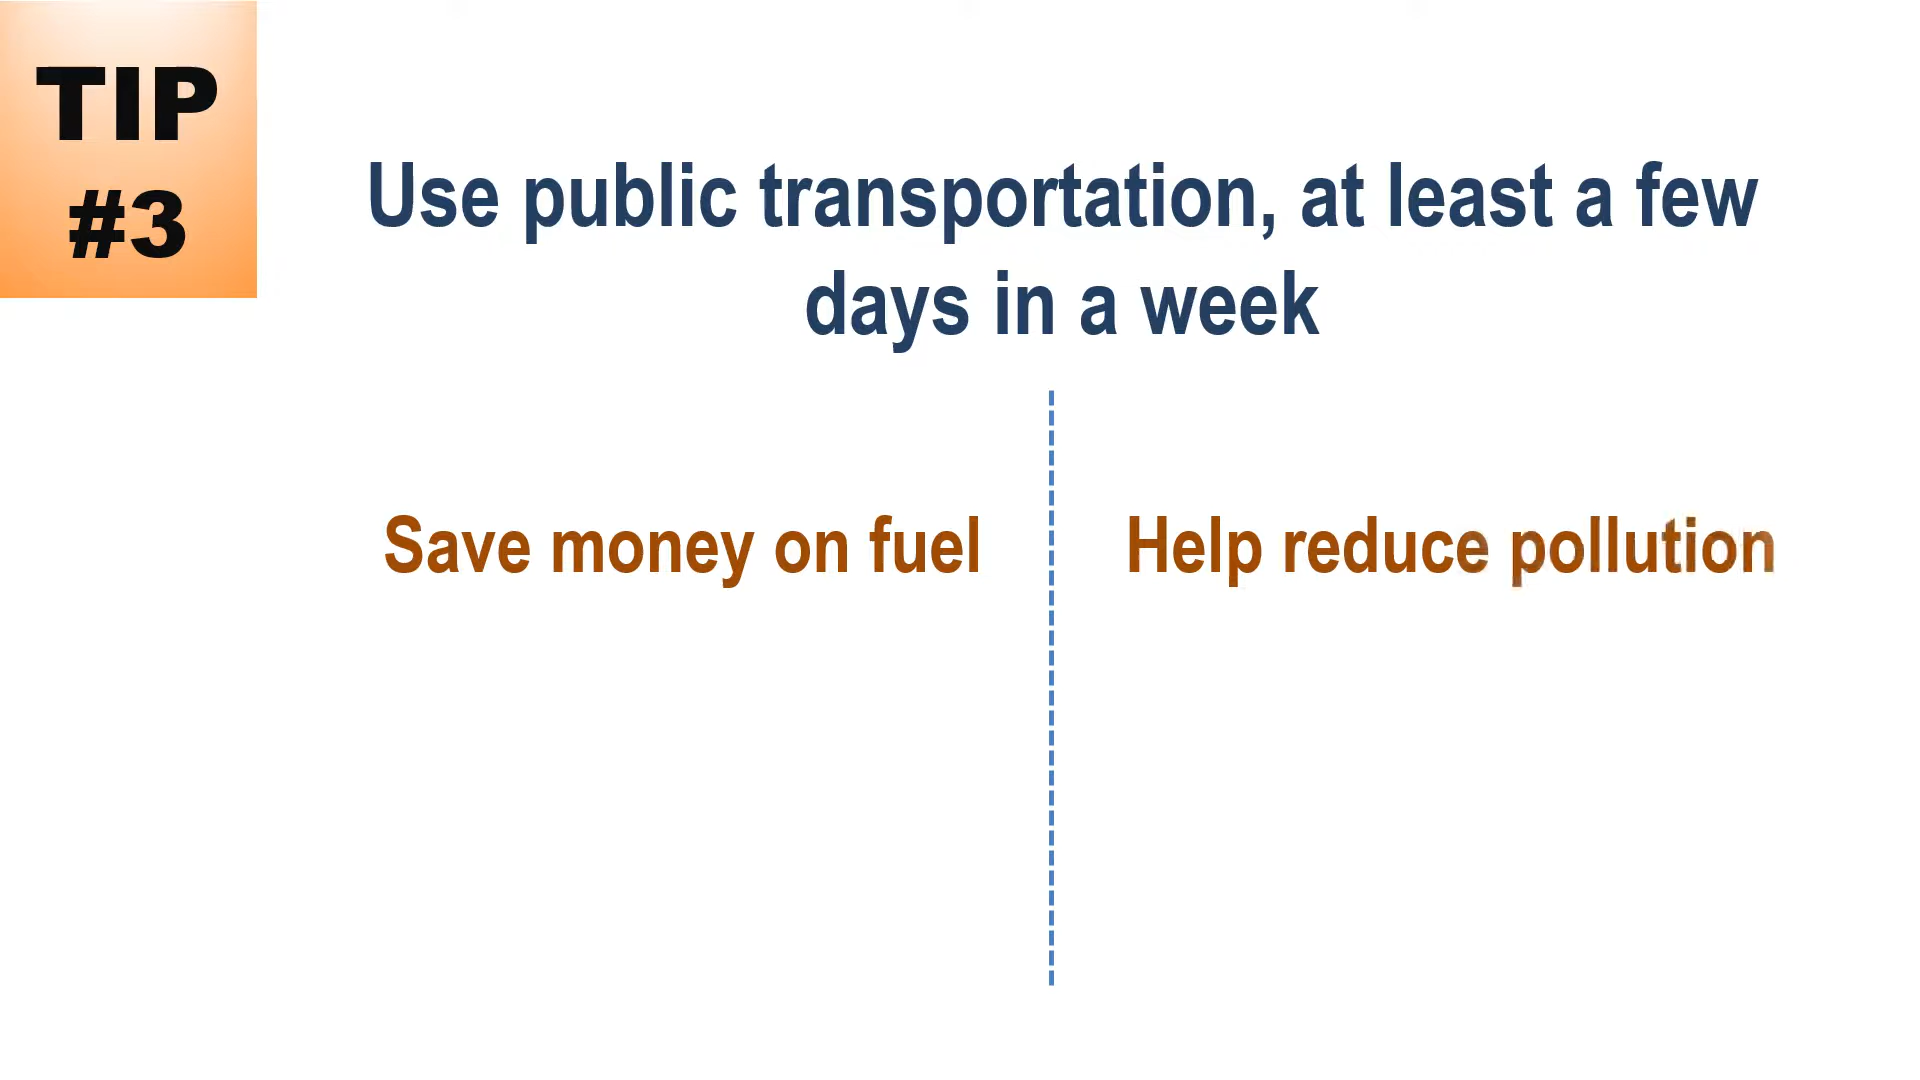 TIP
#3
Use public transportation, at least a few
days in a week
Save money on fuel
Help reduce pollution